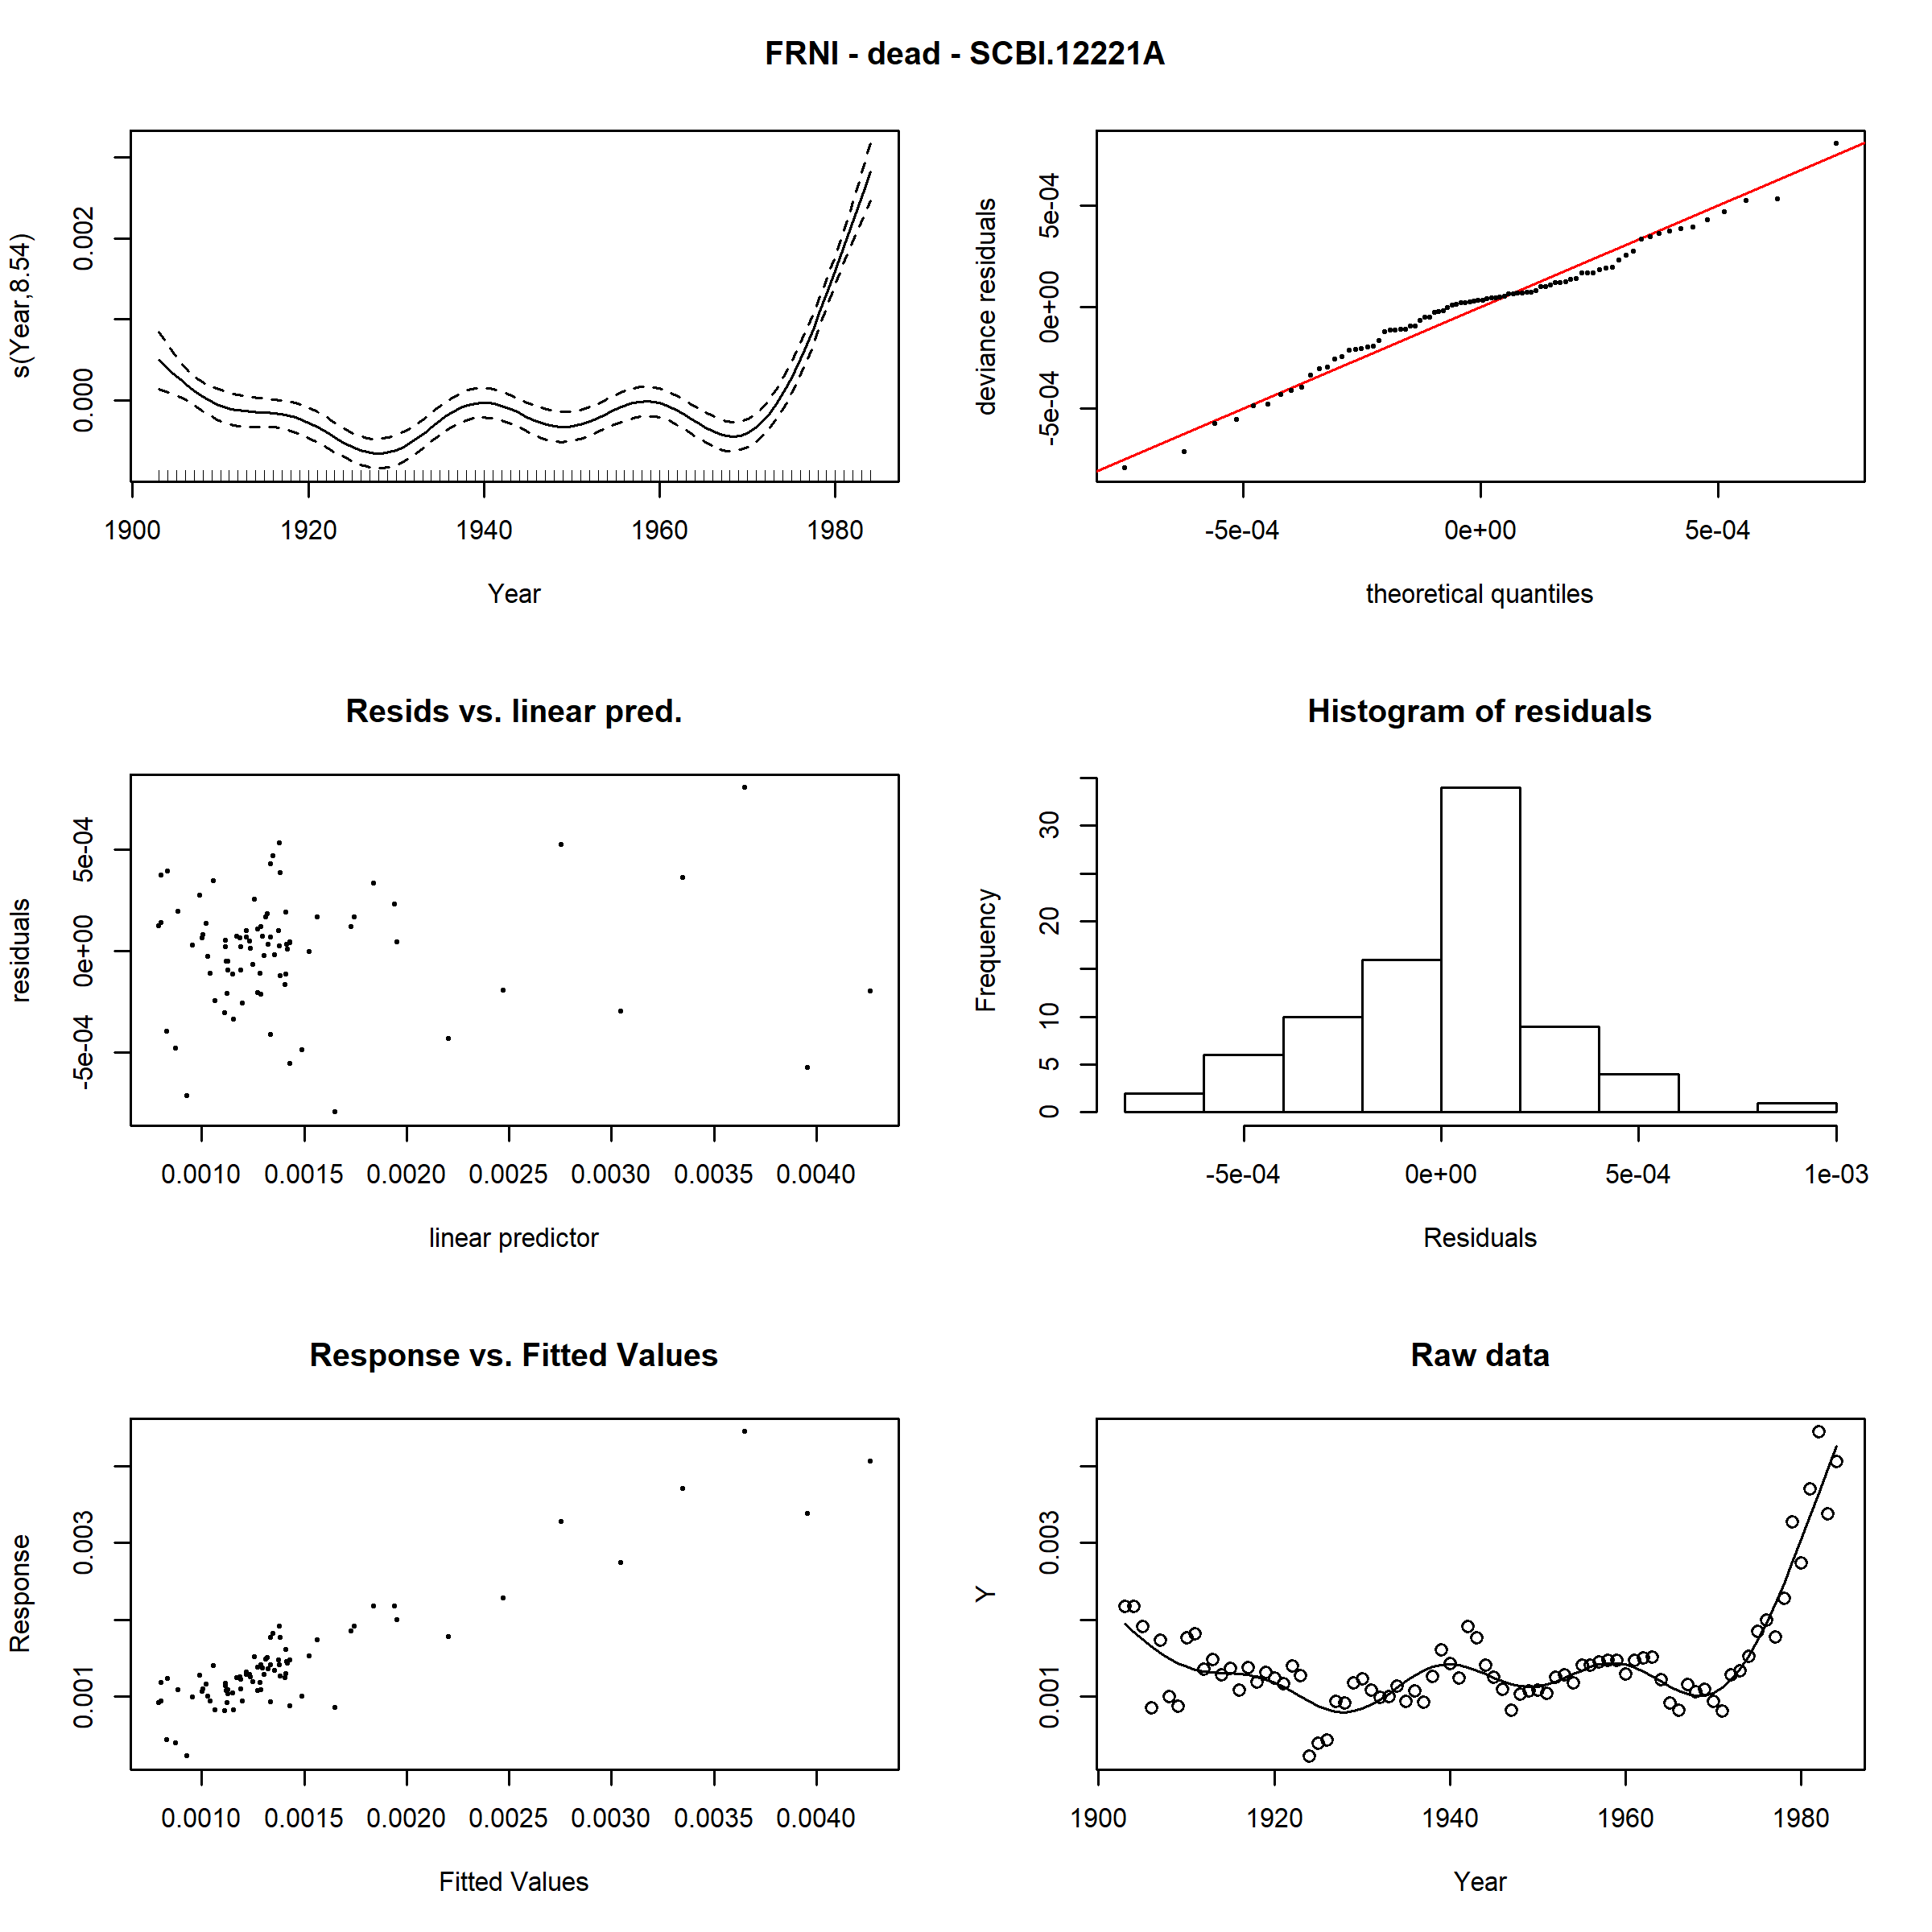 FRNI - dead - SCBI.12221A
s(Year,8.54)
0.000
0.002
1900 1920 1940 1960 1980
Year
deviance residuals
-5e-04 0e+00 5e-04
-5e-04 0e+00 5e-04
theoretical quantiles
Resids vs. linear pred.
residuals
-5e-04 0e+00 5e-04
0.0010 0.0015 0.0020 0.0025 0.0030 0.0035 0.0040
linear predictor
Histogram of residuals
Frequency
0 5 10 20 30
-5e-04 0e+00 5e-04 1e-03
Residuals
Response vs. Fitted Values
Response
0.001 0.003
0.0010 0.0015 0.0020 0.0025 0.0030 0.0035 0.0040
Fitted Values
Raw data
Y
0.001 0.003
1900 1920 1940 1960 1980
Year